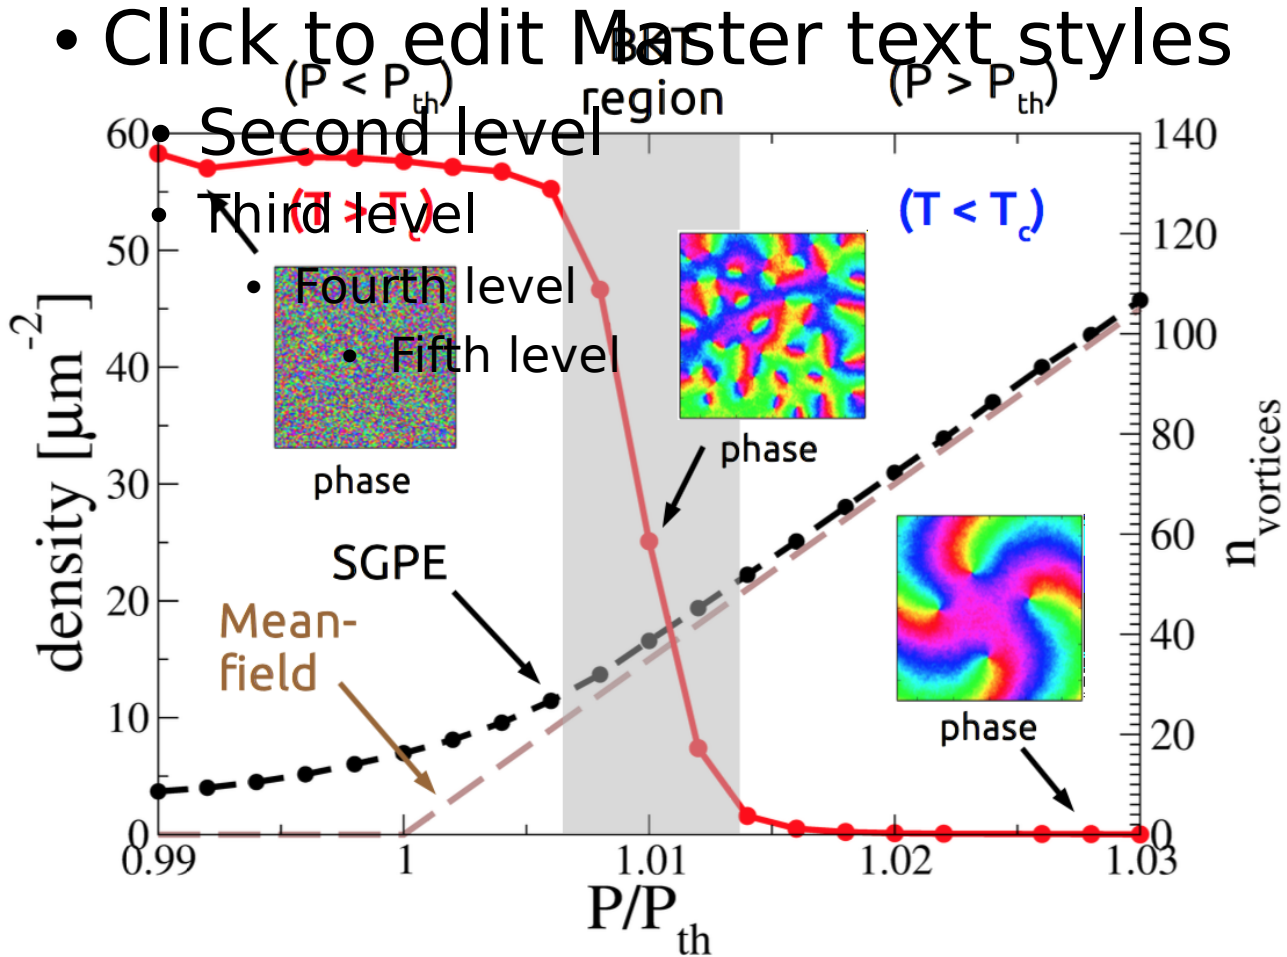 • Click to edit Master text styles
BKT
region
(P < Pth)
(P > Pth)
• Second level
• Third level
(T > Tc)
(T < Tc)
• Fourth level
• Fifth level
phase
phase
phase
SGPE
Mean-
field
density [μm-2]
60
50
40
30
20
10
0
nvortices
140
120
100
80
60
40
20
0
0.99
1
1.01
1.02
1.03
P/Pth